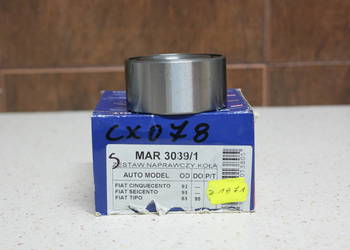 CX078
5
MAR 3039/1
ZESTAW NAPRAWCZY KOŁA
AUTO MODEL OD DO P/T
FIAT CINQUECENTO 92 —
FIAT SEICENTO 98 —
FIAT TIPO 88 95